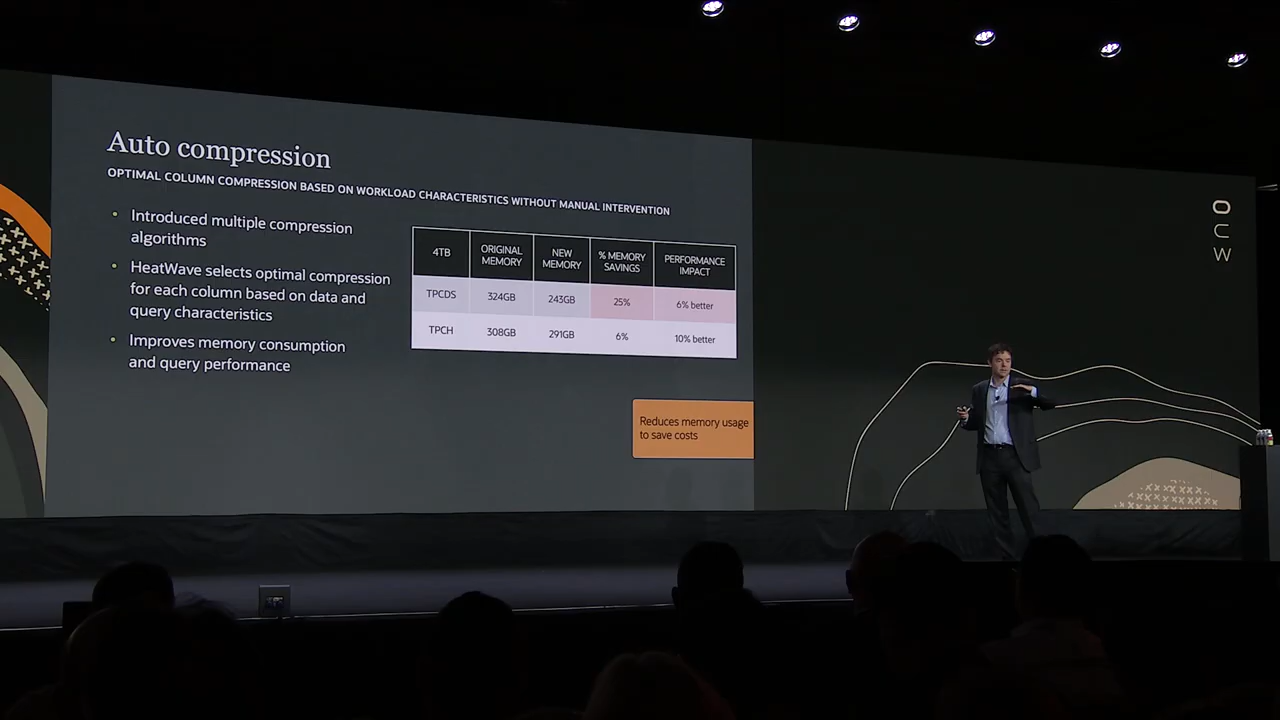 Auto compression
OPTIMAL COLUMN COMPRESSION BASED ON WORKLOAD CHARACTERISTICS WITHOUT MANUAL INTERVENTION
• Introduced multiple compression
algorithms
• HeatWave selects optimal compression
for each column based on data and
query characteristics
• Improves memory consumption
and query performance
4TB ORIGINAL MEMORY NEW MEMORY % MEMORY SAVINGS PERFORMANCE IMPACT
TPCDS 324GB 243GB 25% 6% better
TPCH 308GB 291GB 6% 10% better
Reduces memory usage
to save costs
O
C
W